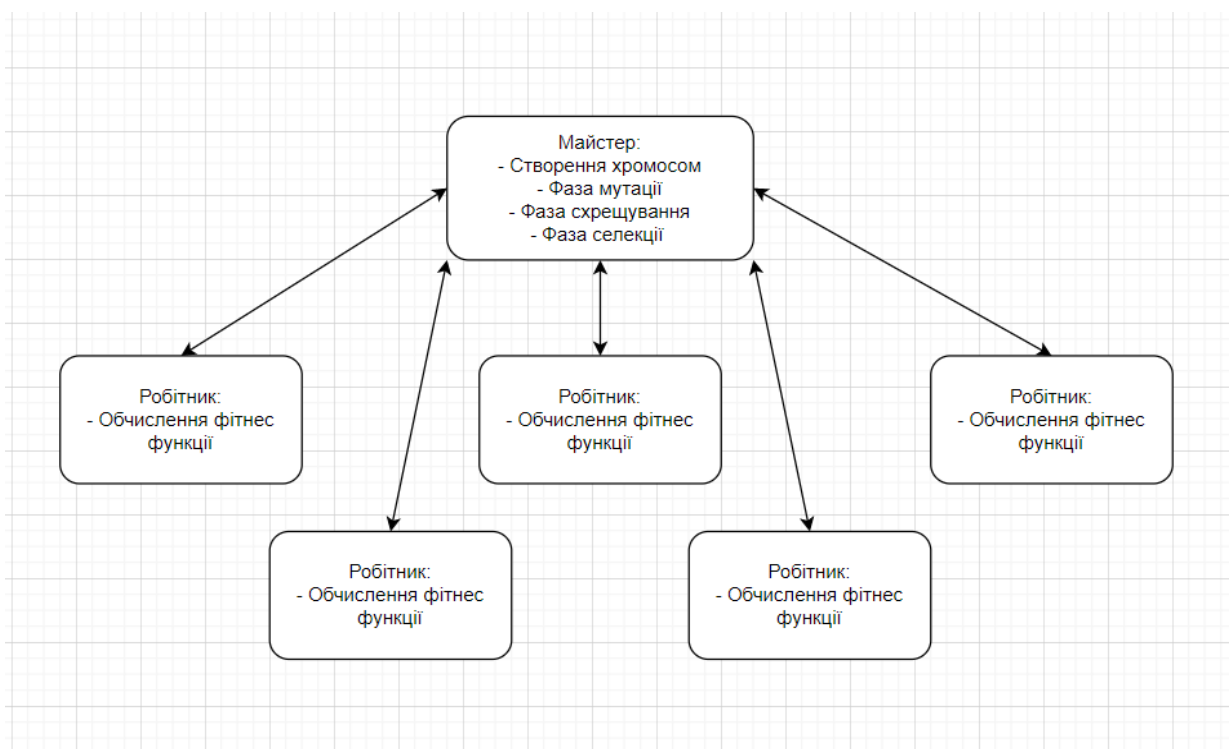 Майстер:
- Створення хромосом
- Фаза мутації
- Фаза схрещування
- Фаза селекції
Робітник:
- Обчислення фітнес
функції
Робітник:
- Обчислення фітнес
функції
Робітник:
- Обчислення фітнес
функції
Робітник:
- Обчислення фітнес
функції
Робітник:
- Обчислення фітнес
функції